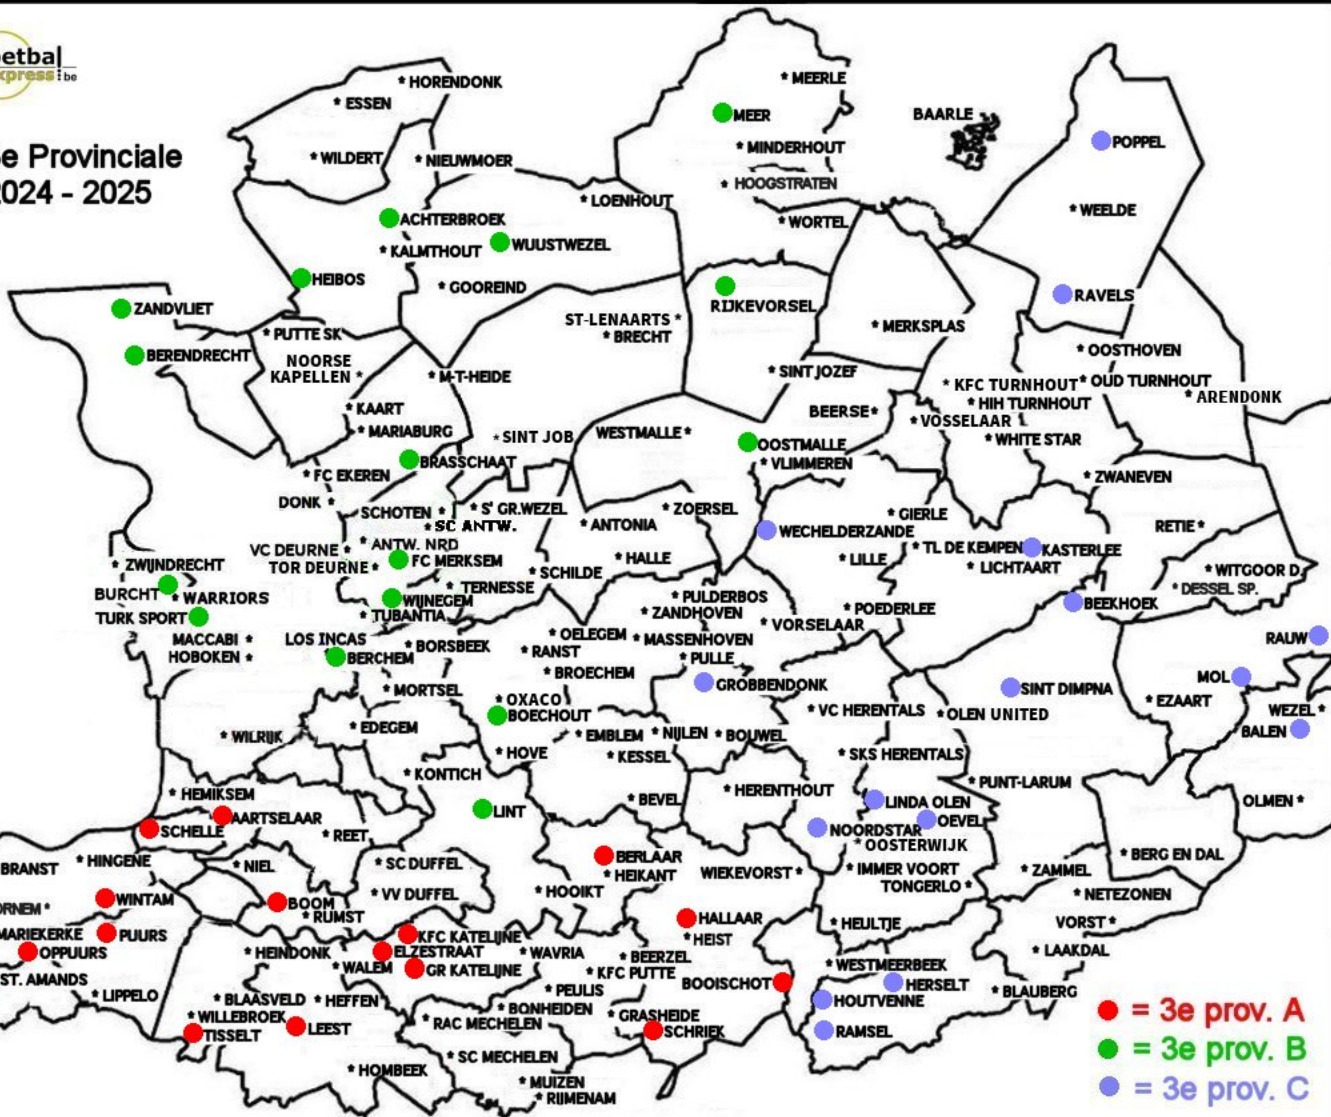 etbal
xpress:be
e Provinciale
2024 - 2025
* HORENDONK
* ESSEN
* WILDERT
* NIEUWMOER
* MEERLE
MEER
* MINDERHOUT
* HOOGSTRATEN
* WORTEL
BAARLE
POPPEL
* WEELDE
RAVELS
* LOENHOUT
ACHTERBROEK
WUUSTWEZEL
* KALMTHOUT
HEIBOS
* GOOREIND
ZANDVLIET
BERENDRECHT
* PUTTE SK
NOORSE
KAPELLEN *
ST-LENAARTS *
* BRECHT
RIJKEVORSEL
* MERKSPLAS
* OOSTHOVEN
* M-T-HEIDE
* SINT JOZEF
* KFC TURNHOUT
* OUD TURNHOUT
* ARENDONK
* HIH TURNHOUT
* KAART
* MARIABURG
BEERSE *
* VOSSELAAR
* WHITE STAR
* SINT JOB
WESTMALLE *
OOSTMALLE
* VLIMMEREN
BRASSCHAAT
* FC EKEREN
* ZWANEVEN
DONK *
SCHOTEN *
* S' GR.WEZEL
* ZOERSEL
* GIERLE
* SC ANTW.
* ANTONIA
WECHELDERZANDE
RETIE *
* ANTW. NRD
VC DEURNE *
TOR DEURNE *
FC MERKSEM
* HALLE
* LILLE
* TL DE KEMPEN
KASTERLEE
* LICHTAART
* ZWIJNDRECHT
* SCHILDE
* WITGOOR D.
* DESSEL SP.
BURCHT
* WARRIORS
* TERNESSE
WIJNEGEM
* PULDERBOS
* ZANDHOVEN
* POEDERLEE
BEEKHOEK
TURK SPORT
* TUBANTIA
* VORSELAAR
MACCABI *
HOBOKEN *
LOS INCAS
BERCHEM
* BORSBEEK
* OELEGEM
* RANST
* MASSENHOVEN
* PULLE
RAUW
* BROECHEM
GROBBENDONK
SINT DIMPNA
MOL
* MORTSEL
* OXACO
BOECHOUT
* VC HERENTALS
* OLEN UNITED
* EZAART
WEZEL *
BALEN
* WILRIJK
* EDEGEM
* EMBLEM
* NIJLEN
* BOUWEL
* HOVE
* KESSEL
* SKS HERENTALS
* KONTICH
* PUNT-LARUM
* HEMIKSEM
* BEVEL
* HERENTHOUT
LINDA OLEN
OLMEN *
AARTSELAAR
LINT
OEVEL
SCHELLE
* REET
NOORDSTAR
* OOSTERWIJK
BRANST
* HINGENE
* NIEL
* SC DUFFEL
BERLAAR
* HEIKANT
WIEKEVORST *
* IMMER VOORT
TONGERLO *
* ZAMMEL
* BERG EN DAL
WINTAM
BOOM
* VV DUFFEL
* HOOIKT
* NETEZONEN
ORNEM *
* RUMST
HALLAAR
* HEULTJE
VORST *
MARIEKERKE
PUURS
KFC KATELIJNE
* HEIST
OPPUURS
* HEINDONK
ELZESTRAAT
* WAVRIA
* BEERZEL
* LAAKDAL
ST. AMANDS
* WALEM
GR KATELIJNE
* KFC PUTTE
* WESTMEERBEEK
BOOISCHOT
HERSELT
* LIPPELO
* BLAASVELD
* HEFFEN
* PEULIS
HOUTVENNE
* BLAUBERG
* WILLEBROEK
* BONHEIDEN
* GRASHEIDE
TISSELT
LEEST
* RAC MECHELEN
SCHRIEK
RAMSEL
* SC MECHELEN
* HOMBEEK
* MUIZEN
* RIJMENAM
= 3e prov. A
= 3e prov. B
= 3e prov. C